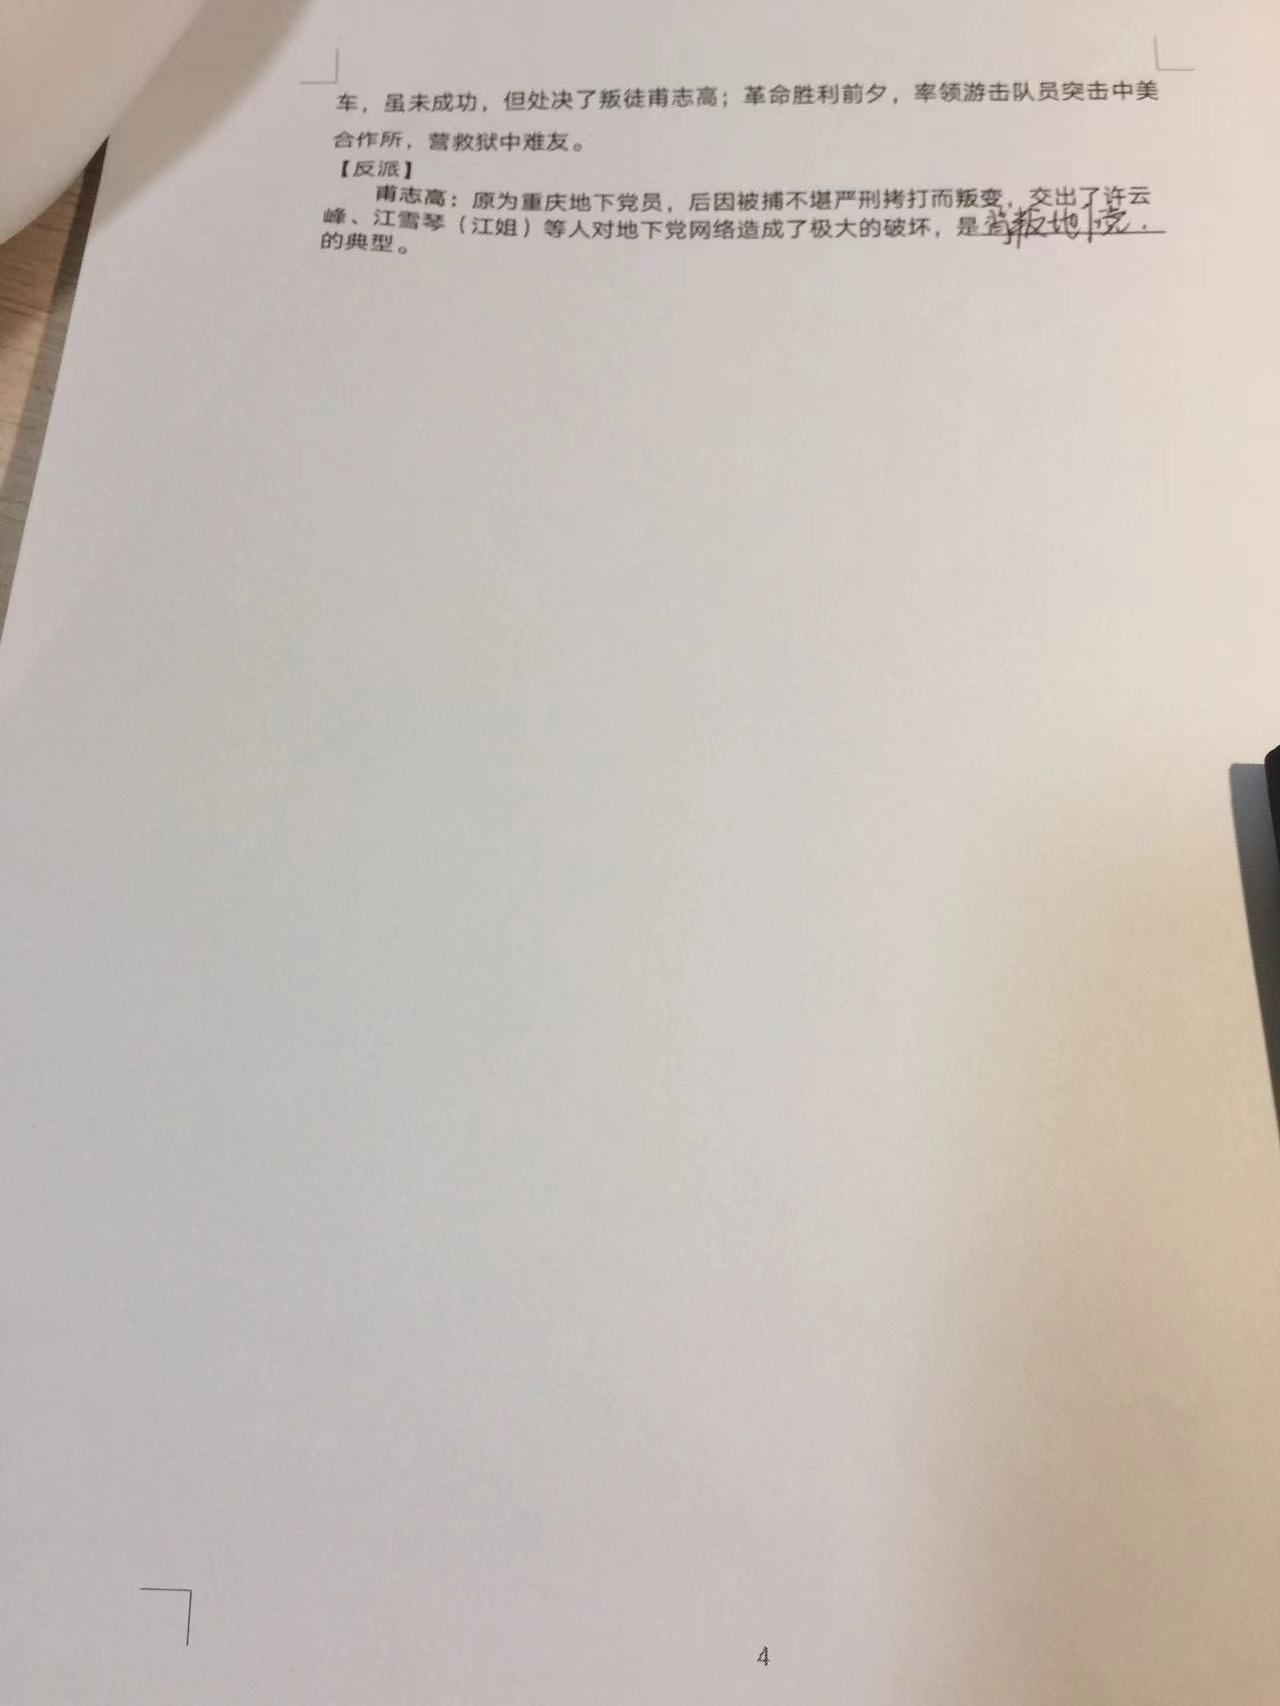 车，虽未成功，但处决了叛徒甫志高；革命胜利前夕，率领游击队员突击中美
合作所，营救狱中难友。
【反派】
甫志高：原为重庆地下党员，后因被捕不堪严刑拷打而叛变，交出了许云
峰、江雪琴（江姐）等人对地下党网络造成了极大的破坏，是背叛地下党.
的典型。
4